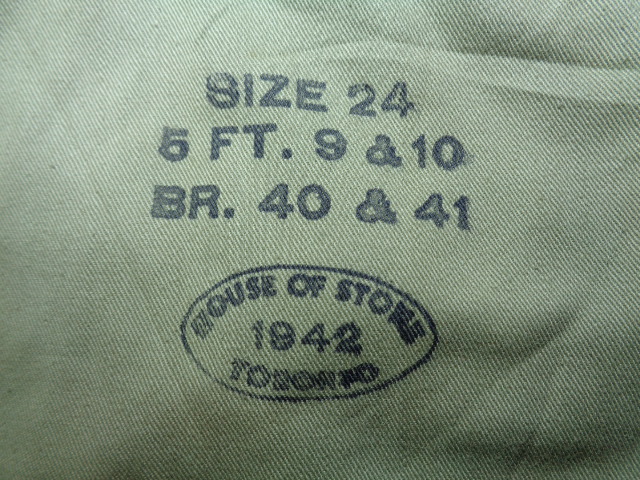 SIZE 24
5 FT. 9 & 10
BR. 40 & 41
HOUSE OF STONE
1942
TORONTO